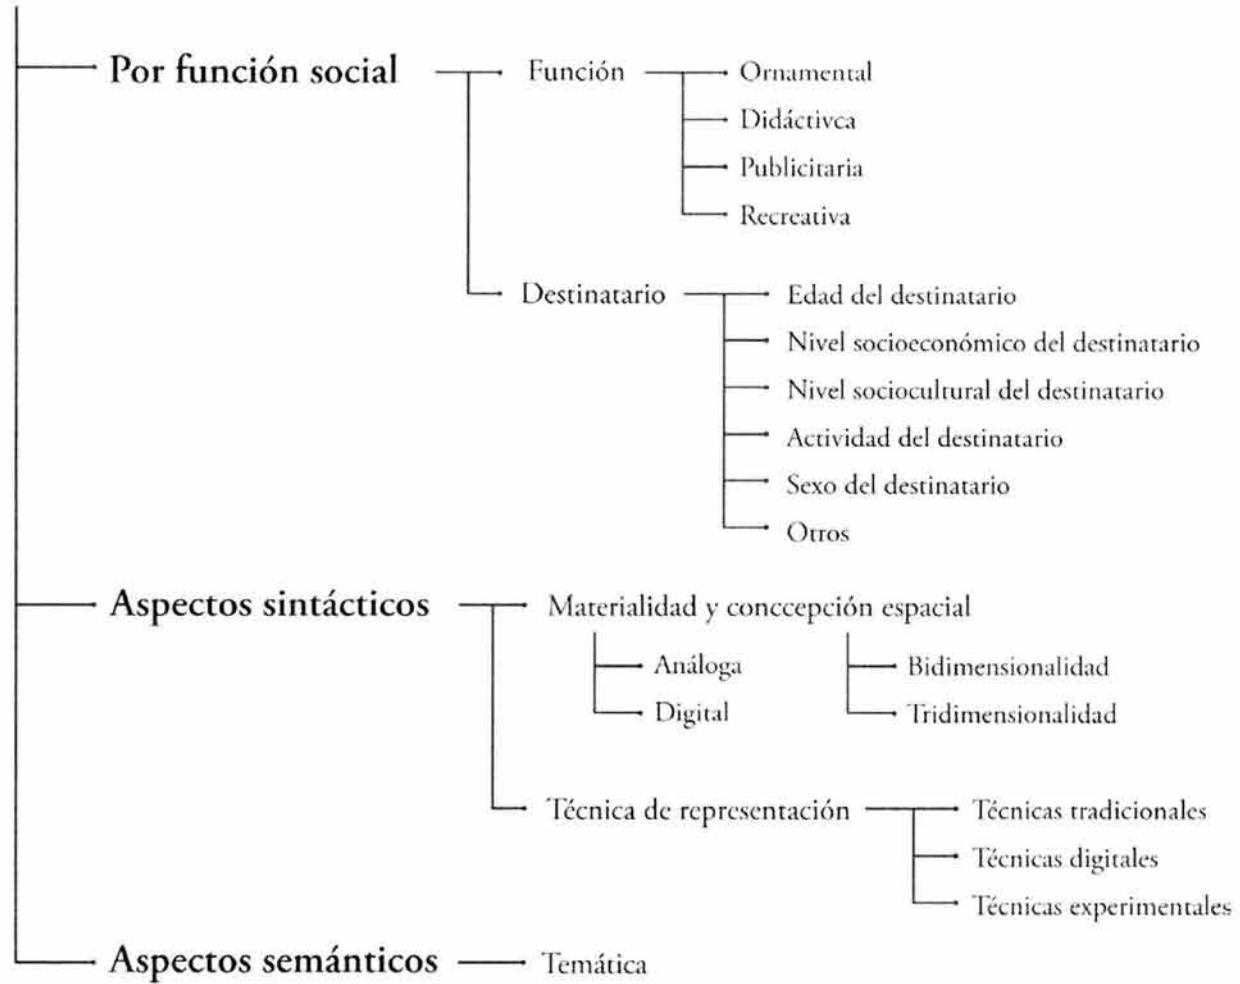 Por función social
Función
Ornamental
Didáctivca
Publicitaria
Recreativa
Destinatario
Edad del destinatario
Nivel socioeconómico del destinatario
Nivel sociocultural del destinatario
Actividad del destinatario
Sexo del destinatario
Otros
Aspectos sintácticos
Materialidad y conccepción espacial
Análoga
Digital
Bidimensionalidad
Tridimensionalidad
Técnica de representación
Técnicas tradicionales
Técnicas digitales
Técnicas experimentales
Aspectos semánticos
Temática